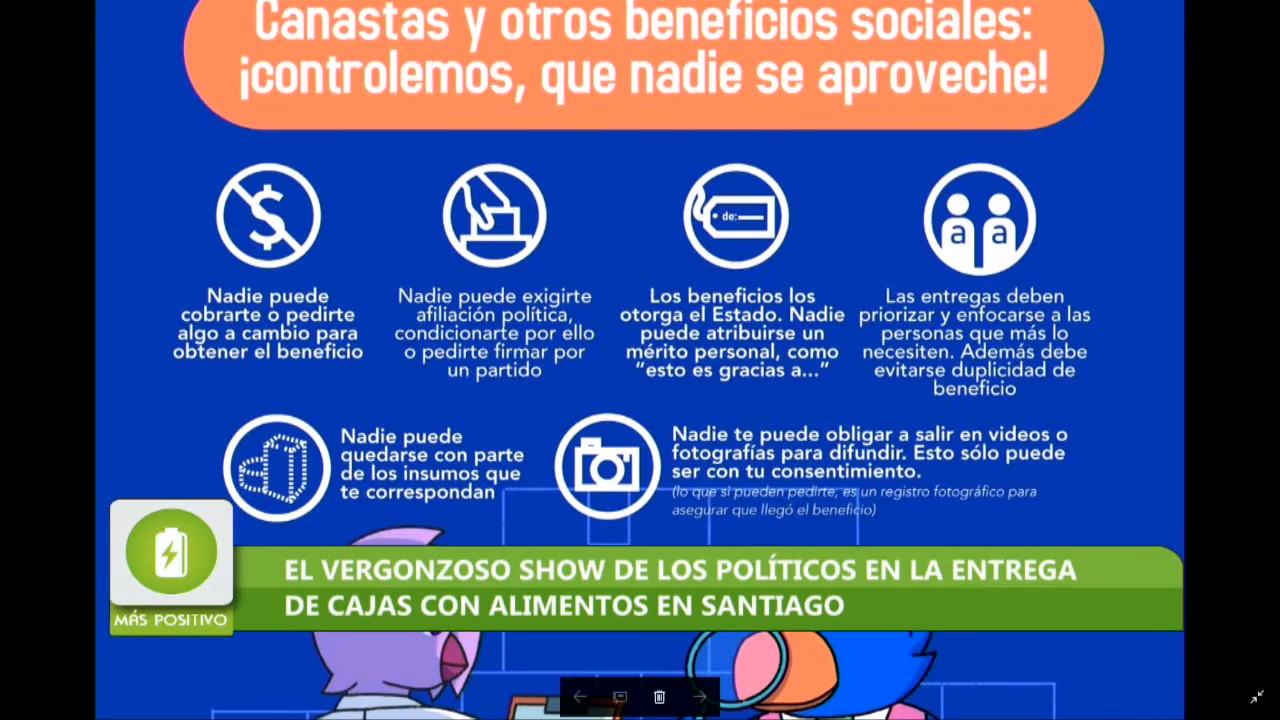 Canastas y otros beneficios sociales:
¡controlemos, que nadie se aproveche!
de:
a a
Nadie puede
cobrarte o pedirte
algo a cambio para
obtener el beneficio
Nadie puede exigirte
afiliación política,
condicionarte por ello
o pedirte firmar por
un partido
Los beneficios los
otorga el Estado. Nadie
puede atribuirse un
mérito personal, como
"esto es gracias a..."
Las entregas deben
priorizar y enfocarse a las
personas que más lo
necesiten. Además debe
evitarse duplicidad de
beneficio
Nadie puede
quedarse con parte
de los insumos que
te correspondan
Nadie te puede obligar a salir en videos o
fotografías para difundir. Esto sólo puede
ser con tu consentimiento.
(lo que si pueden pedirte, es un registro fotográfico para
asegurar que llegó el beneficio)
EL VERGONZOSO SHOW DE LOS POLÍTICOS EN LA ENTREGA
DE CAJAS CON ALIMENTOS EN SANTIAGO
MÁS POSITIVO